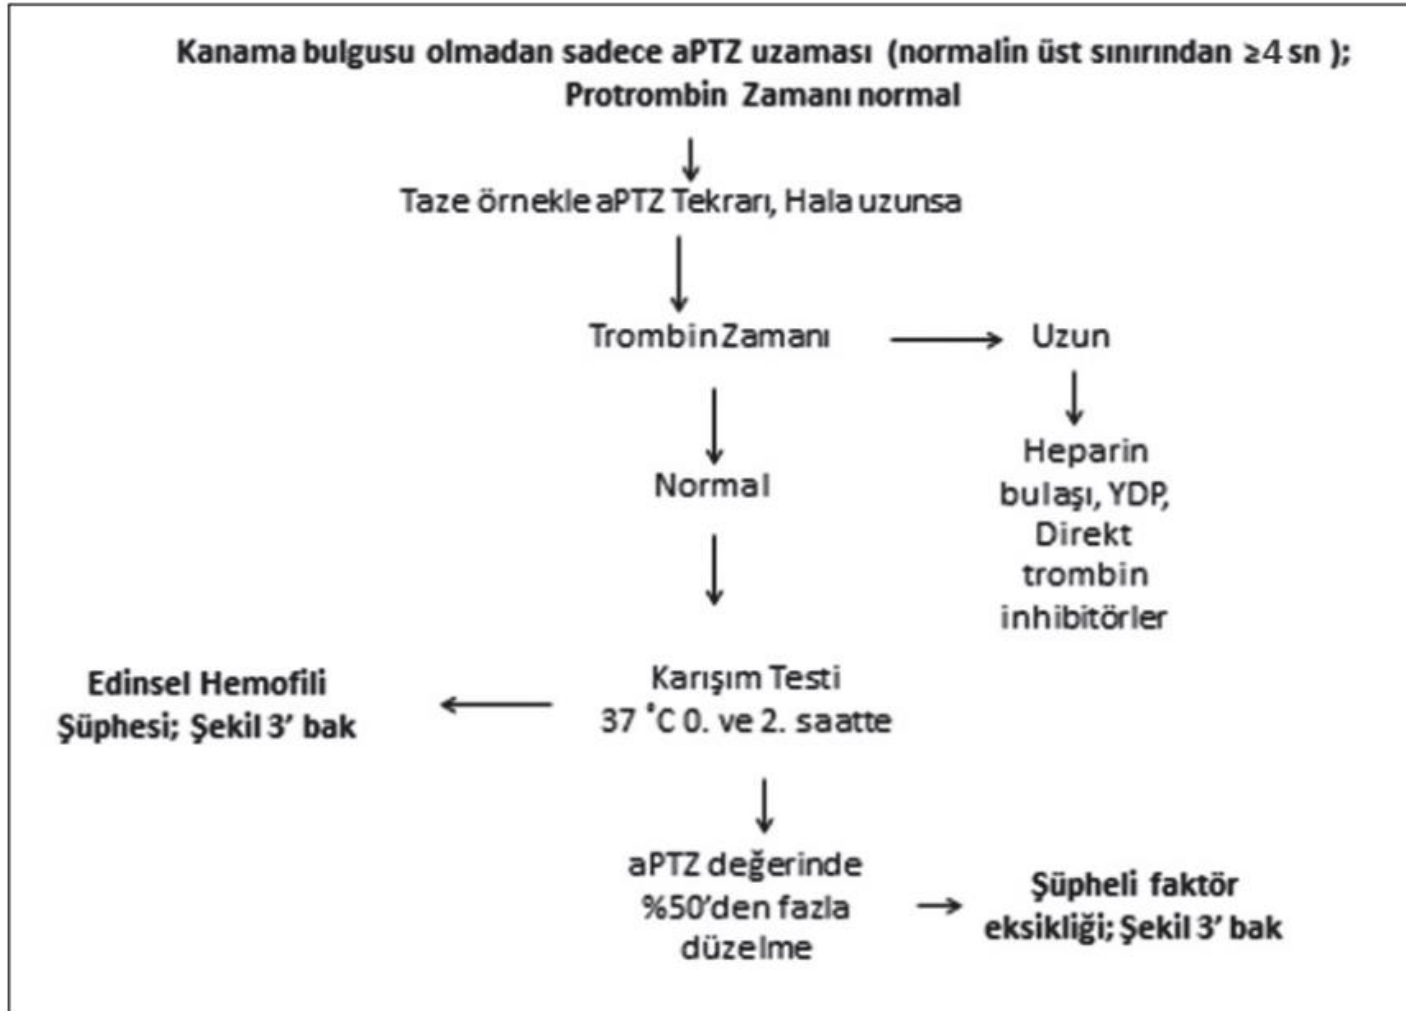 Kanama bulgusu olmadan sadece aPTZ uzaması (normalin üst sınırından ≥4 sn );
Protrombin Zamanı normal
Taze örnekle aPTZ Tekrarı, Hala uzunsa
Trombin Zamanı
Uzun
Normal
Heparin
bulaşı, YDP,
Direkt
trombin
inhibitörler
Karışım Testi
37 ˚C 0. ve 2. saatte
Edinsel Hemofili
Şüphesi; Şekil 3’ bak
aPTZ değerinde
%50’den fazla
düzelme
Şüpheli faktör
eksikliği; Şekil 3’ bak